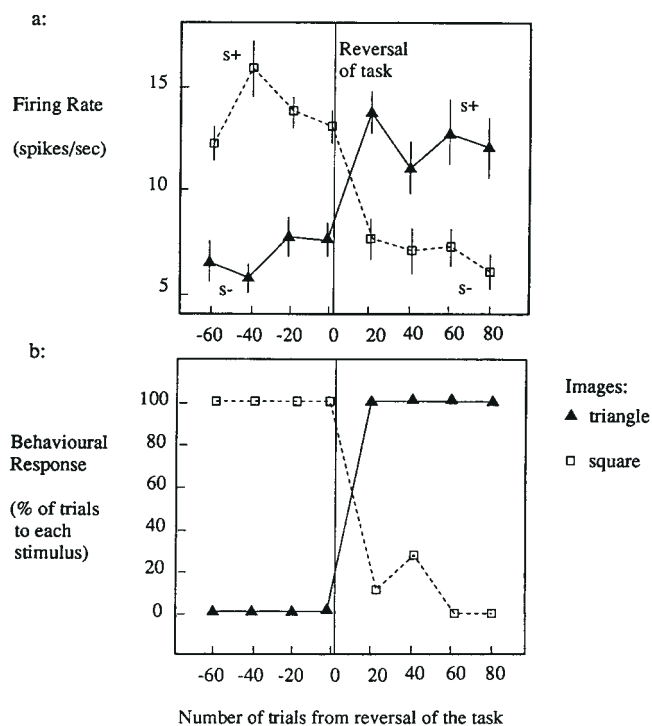 a:
Firing Rate
(spikes/sec)
15
10
5
s+
Reversal
of task
s+
s-
s-
-60 -40 -20 0 20 40 60 80
b:
Behavioural
Response
(% of trials
to each
stimulus)
100
80
60
40
20
0
-60 -40 -20 0 20 40 60 80
Number of trials from reversal of the task
Images:
triangle
square